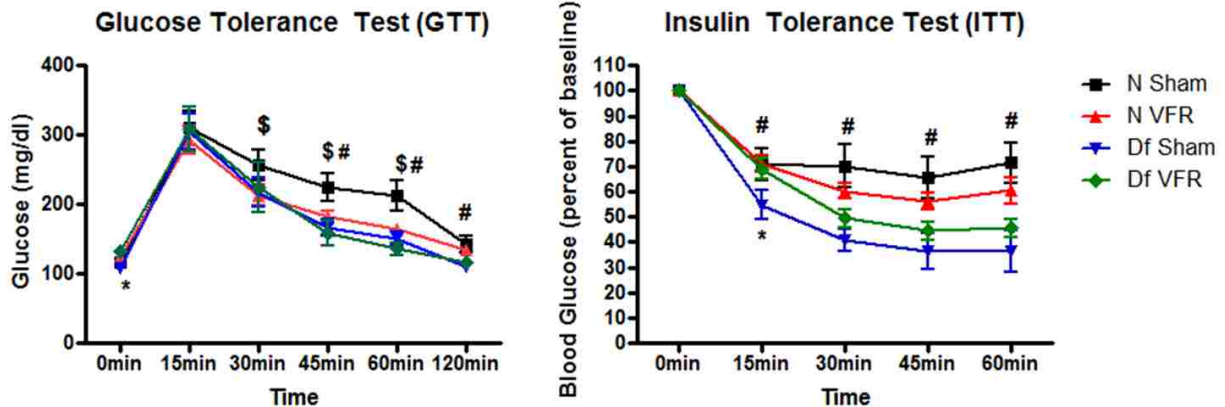 Glucose Tolerance Test (GTT)
Glucose (mg/dl)
400
300
200
100
0
$
$ #
$ #
#
*
0min 15min 30min 45min 60min 120min
Time
Insulin Tolerance Test (ITT)
Blood Glucose (percent of baseline)
110
100
90
80
70
60
50
40
30
20
10
0
# # # #
*
0min 15min 30min 45min 60min
Time
N Sham
N VFR
Df Sham
Df VFR